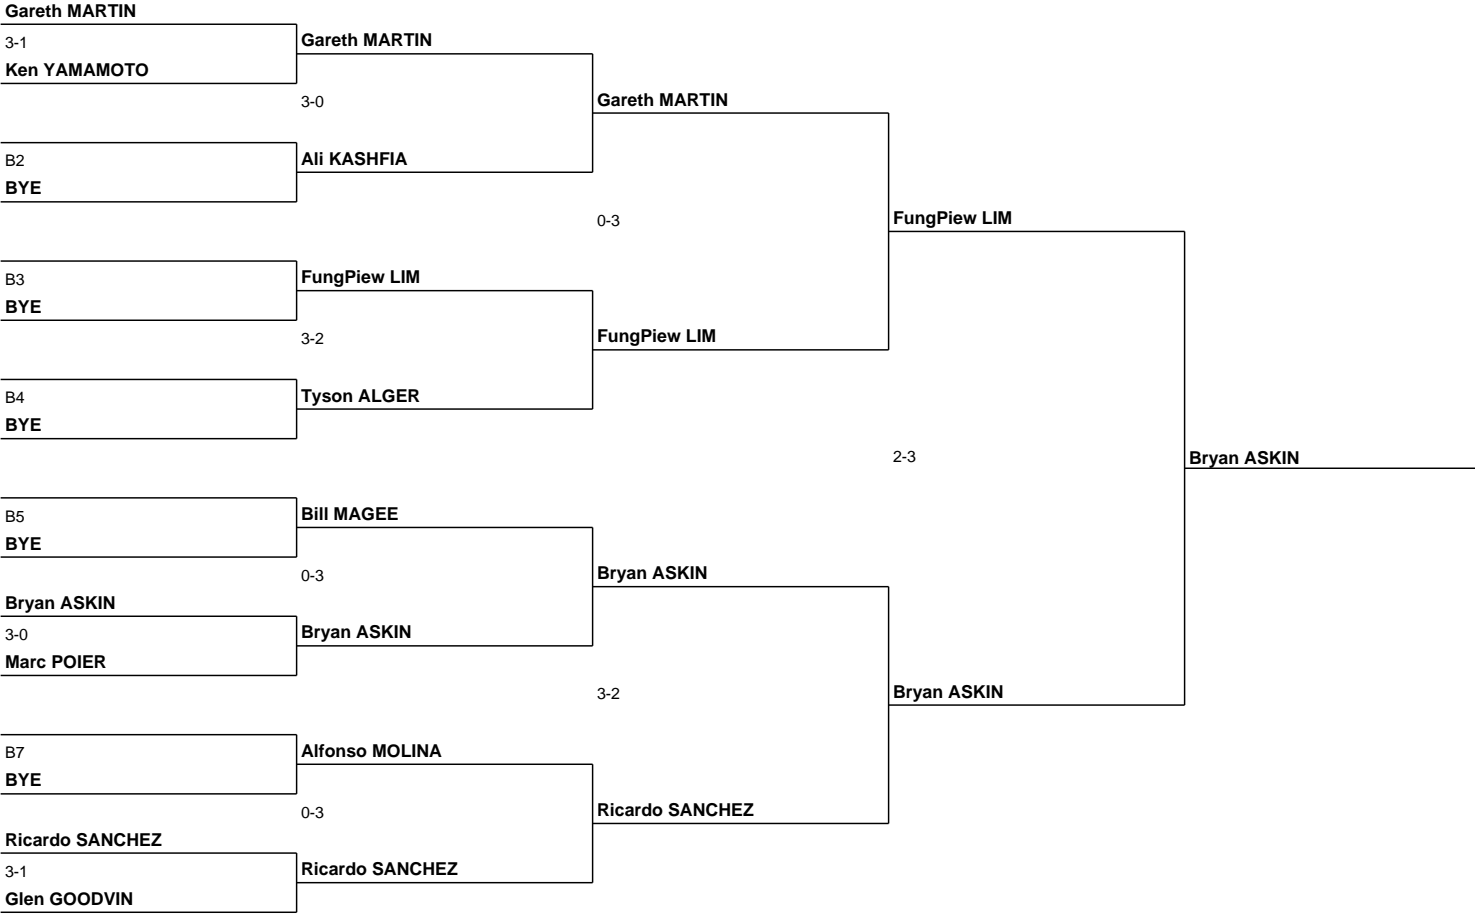 Gareth MARTIN
3-1
Ken YAMAMOTO
B2
BYE
B3
BYE
B4
BYE
B5
BYE
Bryan ASKIN
3-0
Marc POIER
B7
BYE
Ricardo SANCHEZ
3-1
Glen GOODVIN
Gareth MARTIN
3-0
Ali KASHFIA
FungPiew LIM
3-2
Tyson ALGER
Bill MAGEE
0-3
Bryan ASKIN
Alfonso MOLINA
0-3
Ricardo SANCHEZ
Gareth MARTIN
0-3
FungPiew LIM
Bryan ASKIN
3-2
Ricardo SANCHEZ
FungPiew LIM
2-3
Bryan ASKIN
Bryan ASKIN